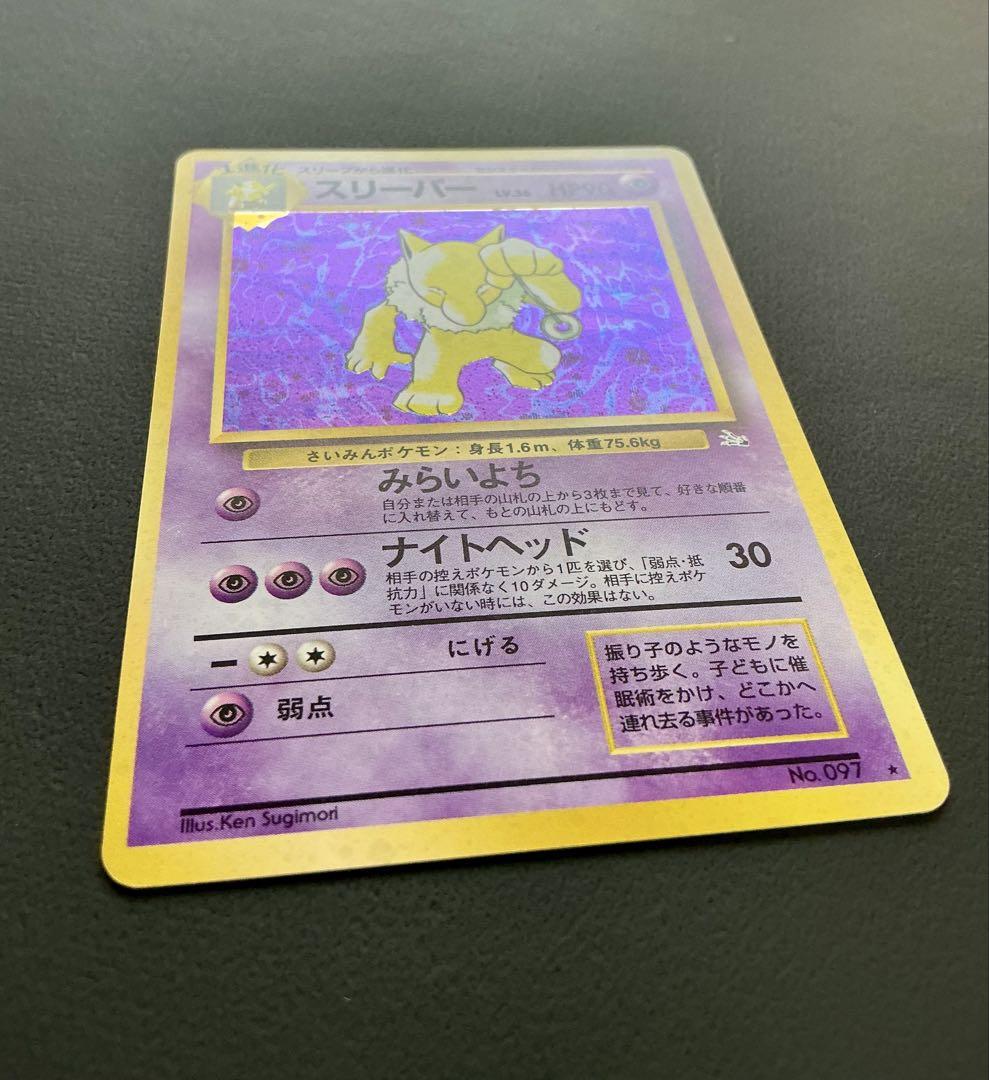 1進化
スリープから進化
スリーパー LV.36 HP90
さいみんポケモン：身長1.6m、体重75.6kg
みらいよち
自分または相手の山札の上から3枚まで見て、好きな順番
に入れ替えて、もとの山札の上にもどす。
ナイトヘッド 30
相手の控えポケモンから1匹を選び、「弱点・抵
抗力」に関係なく10ダメージ。相手に控えポケ
モンがいない時には、この効果はない。
にげる
弱点
振り子のようなモノを
持ち歩く。子どもに催
眠術をかけ、どこかへ
連れ去る事件があった。
No.097
Illus.Ken Sugimori